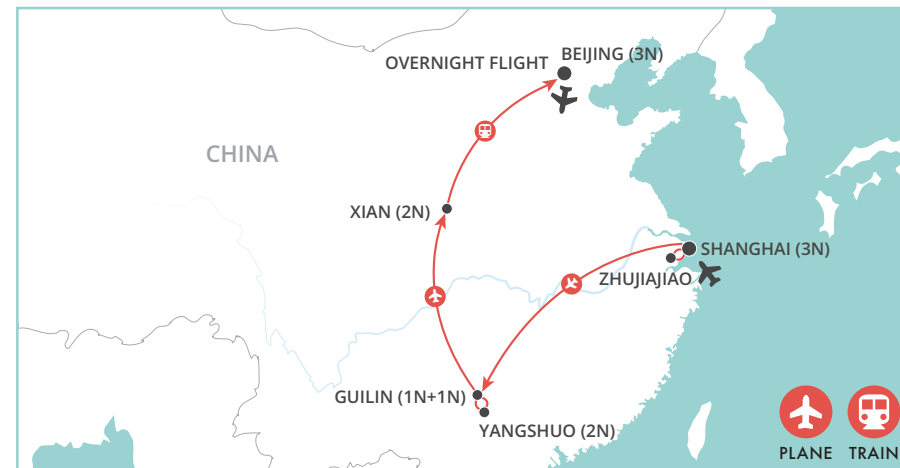 OVERNIGHT FLIGHT
BEIJING (3N)
CHINA
XIAN (2N)
SHANGHAI (3N)
ZHUJIAJIAO
GUILIN (1N+1N)
YANGSHUO (2N)
PLANE
TRAIN